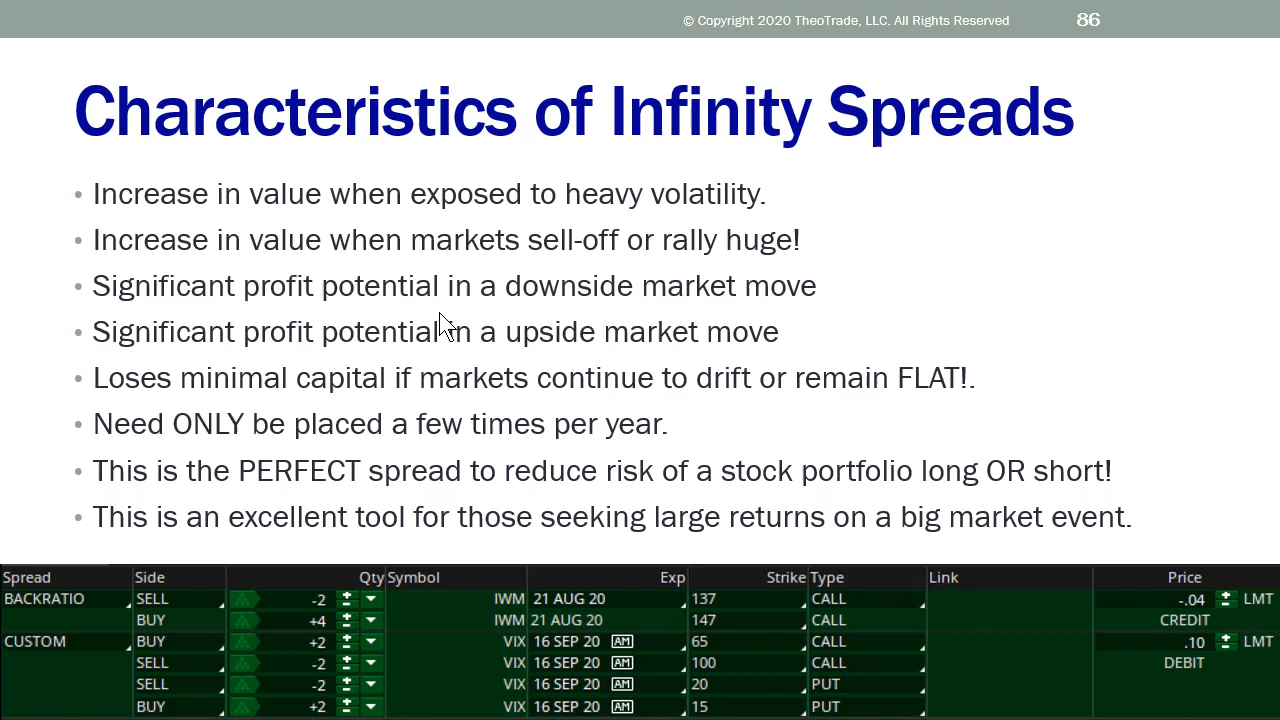 © Copyright 2020 TheoTrade, LLC. All Rights Reserved 86
Characteristics of Infinity Spreads
• Increase in value when exposed to heavy volatility.
• Increase in value when markets sell-off or rally huge!
• Significant profit potential in a downside market move
• Significant profit potential in a upside market move
• Loses minimal capital if markets continue to drift or remain FLAT!.
• Need ONLY be placed a few times per year.
• This is the PERFECT spread to reduce risk of a stock portfolio long OR short!
• This is an excellent tool for those seeking large returns on a big market event.
Spread Side Qty Symbol Exp Strike Type Link Price
BACKRATIO SELL -2 IWM 21 AUG 20 137 CALL -.04 LMT
BUY +4 IWM 21 AUG 20 147 CALL CREDIT
CUSTOM BUY +2 VIX 16 SEP 20 AM 65 CALL .10 LMT
SELL -2 VIX 16 SEP 20 AM 100 CALL DEBIT
SELL -2 VIX 16 SEP 20 AM 20 PUT
BUY +2 VIX 16 SEP 20 AM 15 PUT